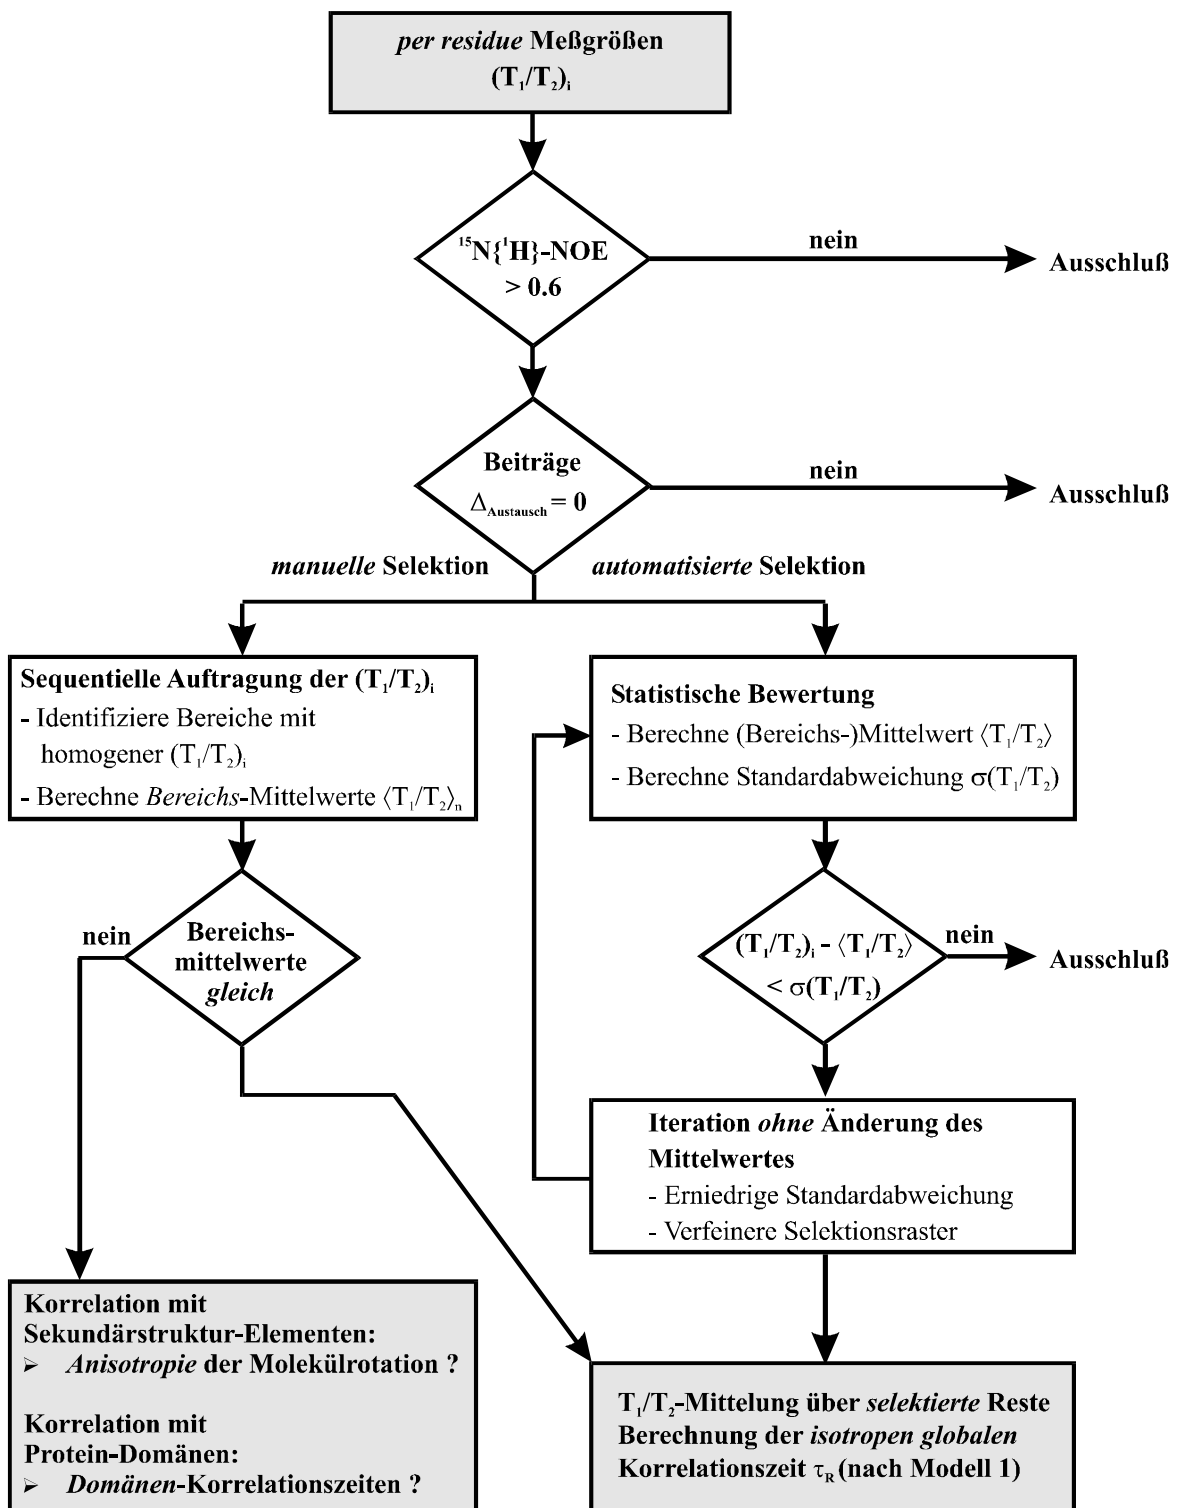 per residue Meßgrößen
(T₁/T₂)ᵢ
¹⁵N{¹H}-NOE
> 0.6
nein
Ausschluß
Beiträge
Δ_Austausch = 0
nein
Ausschluß
manuelle Selektion
automatisierte Selektion
Sequentielle Auftragung der (T₁/T₂)ᵢ
- Identifiziere Bereiche mit
homogener (T₁/T₂)ᵢ
- Berechne Bereichs-Mittelwerte ⟨T₁/T₂⟩ₙ
Statistische Bewertung
- Berechne (Bereichs-)Mittelwert ⟨T₁/T₂⟩
- Berechne Standardabweichung σ(T₁/T₂)
nein
Bereichs-
mittelwerte
gleich
(T₁/T₂)ᵢ - ⟨T₁/T₂⟩
< σ(T₁/T₂)
nein
Ausschluß
Iteration ohne Änderung des
Mittelwertes
- Erniedrige Standardabweichung
- Verfeinere Selektionsraster
Korrelation mit
Sekundärstruktur-Elementen:
➢ Anisotropie der Molekülrotation ?
Korrelation mit
Protein-Domänen:
➢ Domänen-Korrelationszeiten ?
T₁/T₂-Mittelung über selektierte Reste
Berechnung der isotropen globalen
Korrelationszeit τ_R (nach Modell 1)